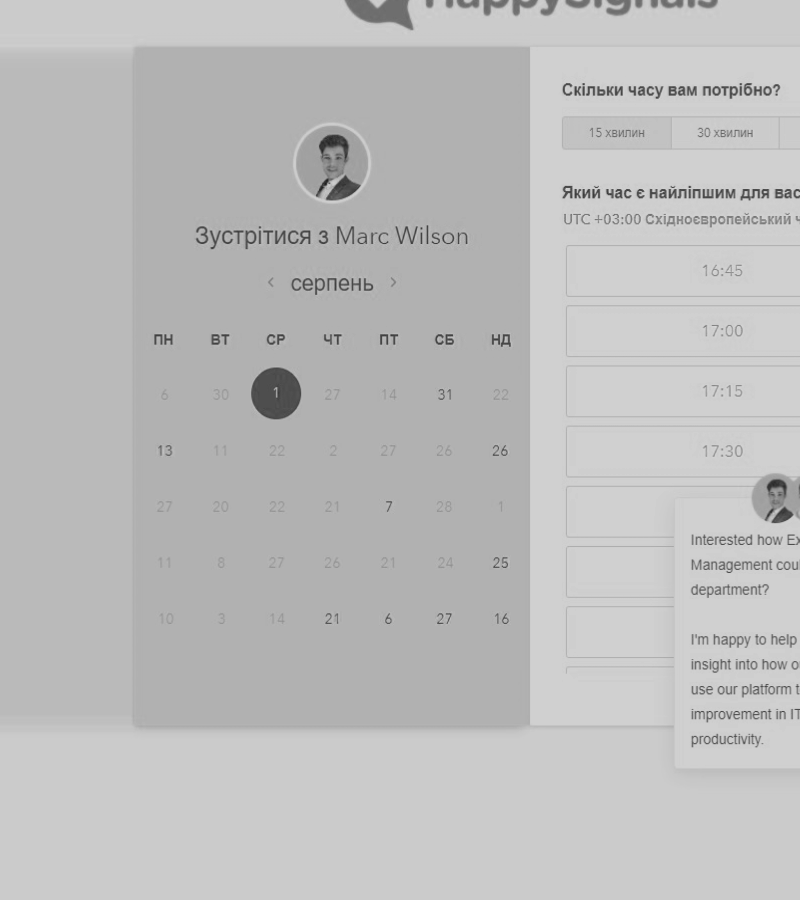 HappySignals
Зустрітися з Marc Wilson
серпень
ПН ВТ СР ЧТ ПТ СБ НД
6 30 1 27 14 31 22
13 11 22 2 27 26 26
27 20 22 21 7 28 1
11 8 27 26 21 24 25
10 3 14 21 6 27 16
Скільки часу вам потрібно?
15 хвилин 30 хвилин
Який час є найліпшим для вас
UTC +03:00 Східноєвропейський ч
16:45
17:00
17:15
17:30
Interested how Ex
Management coul
department?
I'm happy to help
insight into how o
use our platform t
improvement in IT
productivity.